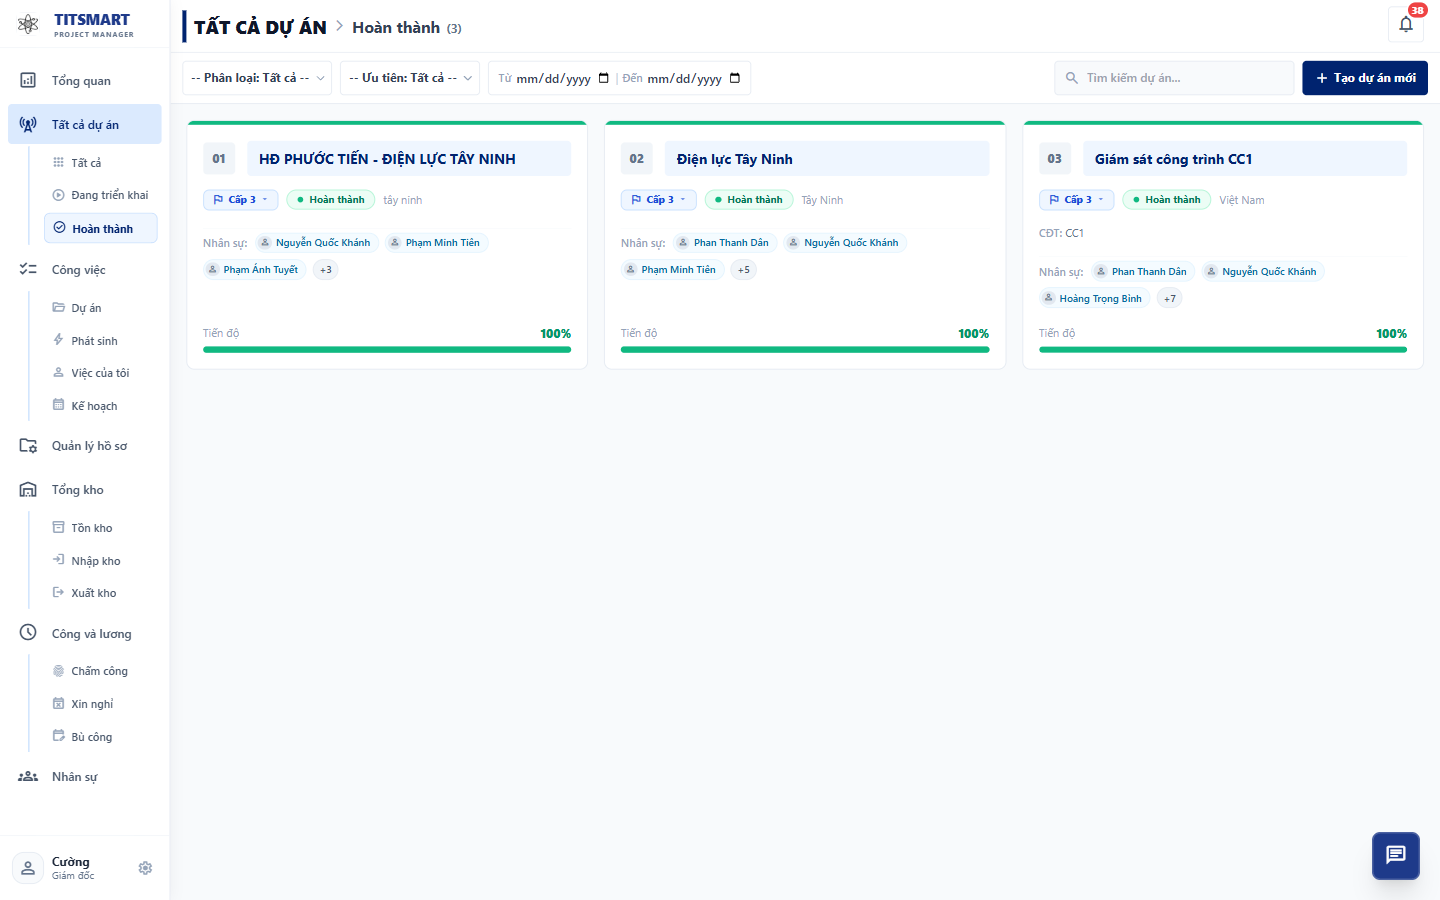 TITSMART
PROJECT MANAGER
Tổng quan
Tất cả dự án
Tất cả
Đang triển khai
Hoàn thành
Công việc
Dự án
Phát sinh
Việc của tôi
Kế hoạch
Quản lý hồ sơ
Tổng kho
Tồn kho
Nhập kho
Xuất kho
Công và lương
Chấm công
Xin nghỉ
Bù công
Nhân sự
Cường
Giám đốc
TẤT CẢ DỰ ÁN > Hoàn thành (3)
38
-- Phân loại: Tất cả -- -- Ưu tiên: Tất cả -- Từ mm/dd/yyyy | Đến mm/dd/yyyy Tìm kiếm dự án... + Tạo dự án mới
01 HĐ PHƯỚC TIẾN - ĐIỆN LỰC TÂY NINH
Cấp 3 Hoàn thành tây ninh
Nhân sự: Nguyễn Quốc Khánh Phạm Minh Tiên
Phạm Ánh Tuyết +3
Tiến độ 100%
02 Điện lực Tây Ninh
Cấp 3 Hoàn thành Tây Ninh
Nhân sự: Phan Thanh Dân Nguyễn Quốc Khánh
Phạm Minh Tiên +5
Tiến độ 100%
03 Giám sát công trình CC1
Cấp 3 Hoàn thành Việt Nam
CĐT: CC1
Nhân sự: Phan Thanh Dân Nguyễn Quốc Khánh
Hoàng Trọng Bình +7
Tiến độ 100%